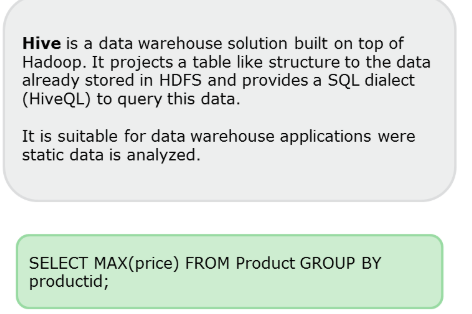 Hive is a data warehouse solution built on top of
Hadoop. It projects a table like structure to the data
already stored in HDFS and provides a SQL dialect
(HiveQL) to query this data.
It is suitable for data warehouse applications were
static data is analyzed.
SELECT MAX(price) FROM Product GROUP BY
productid;